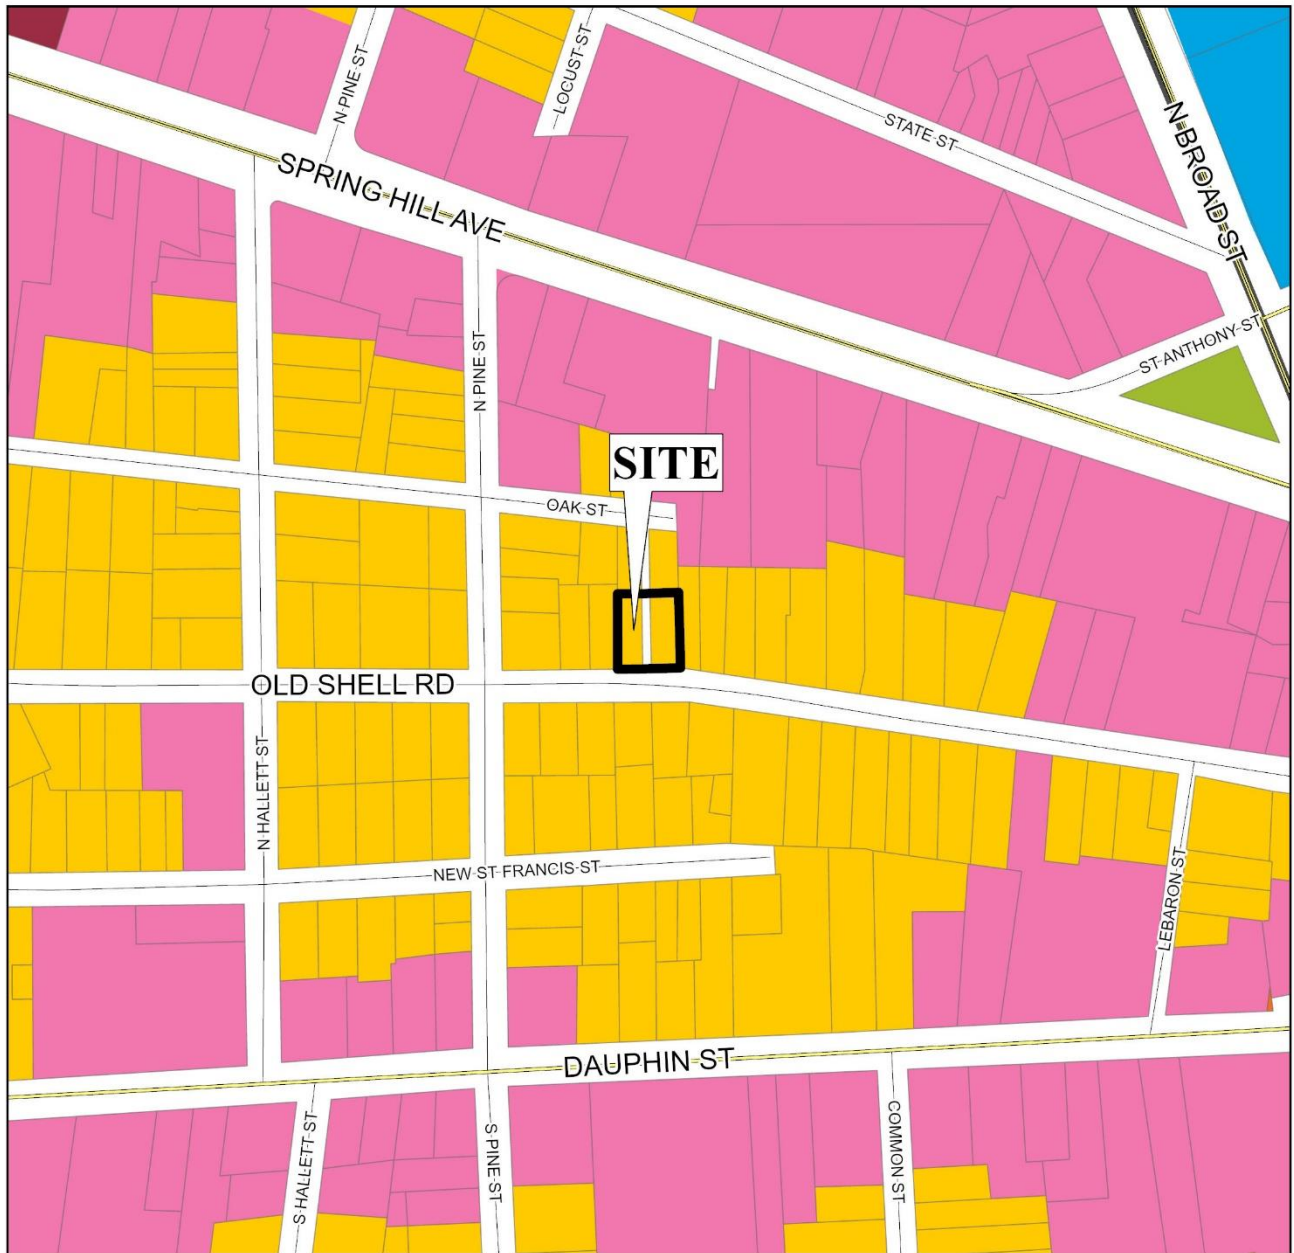 N PINE ST
LOCUST ST
STATE ST
N BROAD ST
SPRING HILL AVE
ST ANTHONY ST
N PINE ST
SITE
OAK ST
OLD SHELL RD
N HALLETT ST
NEW ST FRANCIS ST
LEBARON ST
DAUPHIN ST
S HALLETT ST
S PINE ST
COMMON ST